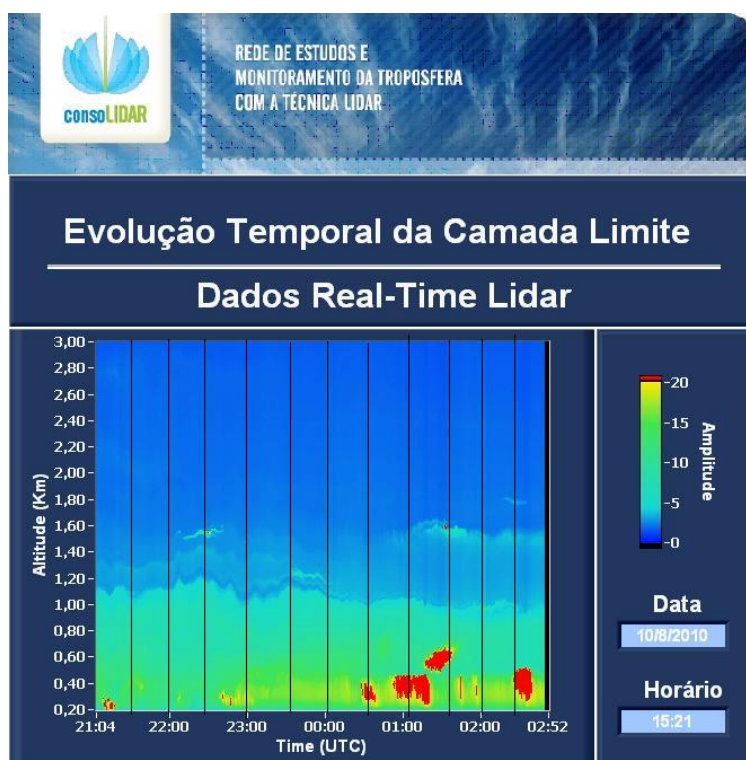 consoLIDAR
REDE DE ESTUDOS E
MONITORAMENTO DA TROPOSFERA
COM A TÉCNICA LIDAR
Evolução Temporal da Camada Limite
Dados Real-Time Lidar
3,00
2,80
2,60
2,40
2,20
2,00
1,80
1,60
1,40
1,20
1,00
0,80
0,60
0,40
0,20
Altitude (Km)
21:04 22:00 23:00 00:00 01:00 02:00 02:52
Time (UTC)
20
15
10
5
0
Amplitude
Data
10/8/2010
Horário
15:21